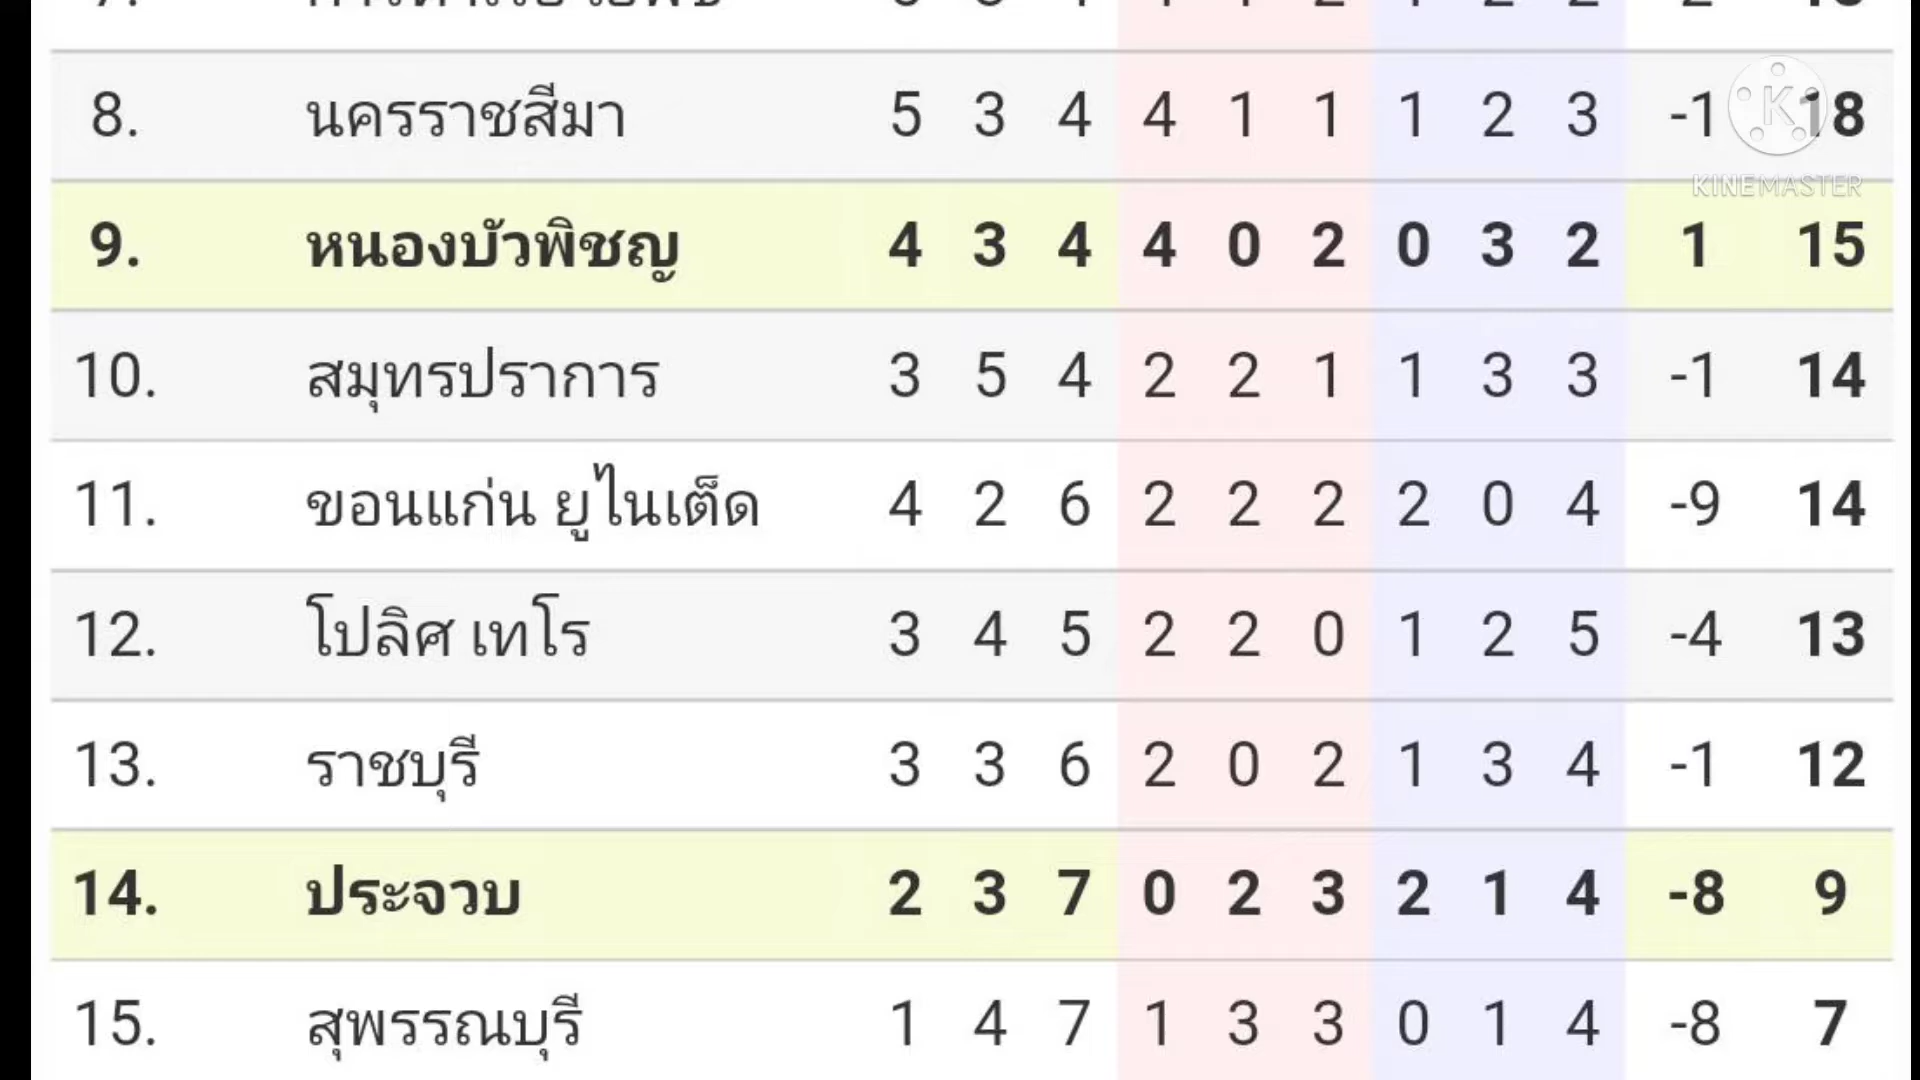 8. นครราชสีมา 5 3 4 4 1 1 1 2 3 -1 18
KINEMASTER
9. หนองบัวพิชญ 4 3 4 4 0 2 0 3 2 1 15
10. สมุทรปราการ 3 5 4 2 2 1 1 3 3 -1 14
11. ขอนแก่น ยูไนเต็ด 4 2 6 2 2 2 2 0 4 -9 14
12. โปลิศ เทโร 3 4 5 2 2 0 1 2 5 -4 13
13. ราชบุรี 3 3 6 2 0 2 1 3 4 -1 12
14. ประจวบ 2 3 7 0 2 3 2 1 4 -8 9
15. สุพรรณบุรี 1 4 7 1 3 3 0 1 4 -8 7